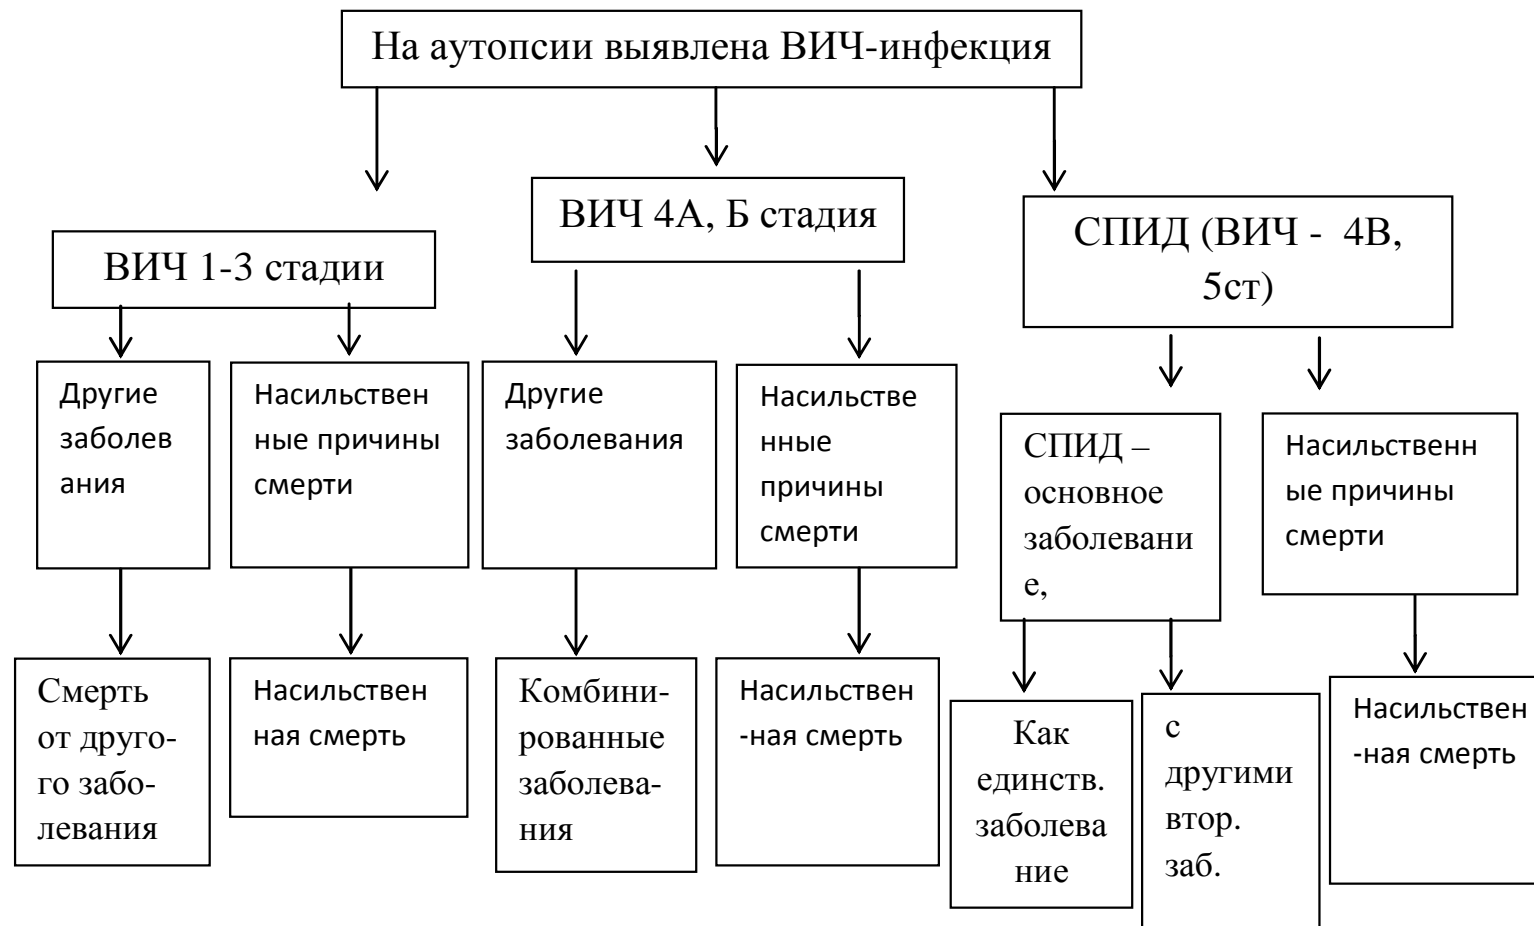 На аутопсии выявлена ВИЧ-инфекция
ВИЧ 1-3 стадии
ВИЧ 4А, Б стадия
СПИД (ВИЧ - 4В,
5ст)
Другие
заболев
ания
Насильствен
ные причины
смерти
Другие
заболевания
Насильстве
нные
причины
смерти
СПИД –
основное
заболевани
е,
Насильственн
ые причины
смерти
Смерть
от друго-
го забо-
левания
Насильствен
ная смерть
Комбини-
рованные
заболева-
ния
Насильствен
-ная смерть
Как
единств.
заболева
ние
с
другими
втор.
заб.
Насильствен
-ная смерть